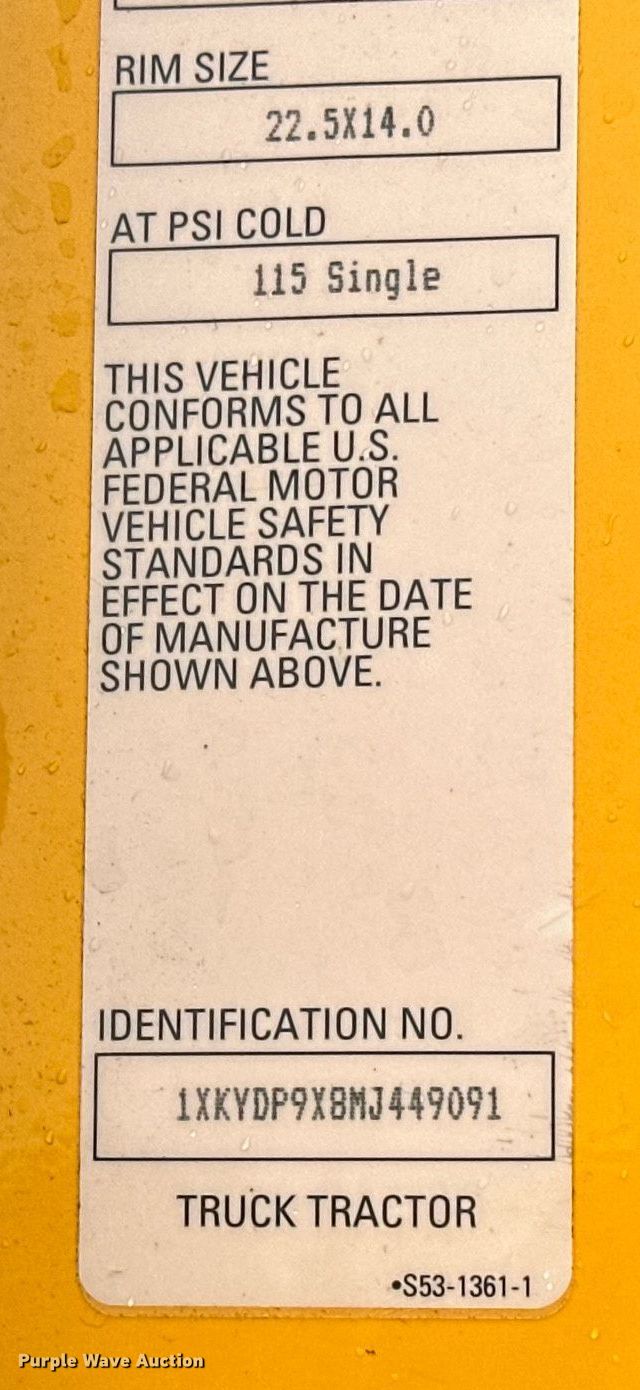 RIM SIZE
22.5X14.0
AT PSI COLD
115 Single
THIS VEHICLE
CONFORMS TO ALL
APPLICABLE U.S.
FEDERAL MOTOR
VEHICLE SAFETY
STANDARDS IN
EFFECT ON THE DATE
OF MANUFACTURE
SHOWN ABOVE.
IDENTIFICATION NO.
1XKYDP9X8MJ449091
TRUCK TRACTOR
•S53-1361-1
Purple Wave Auction